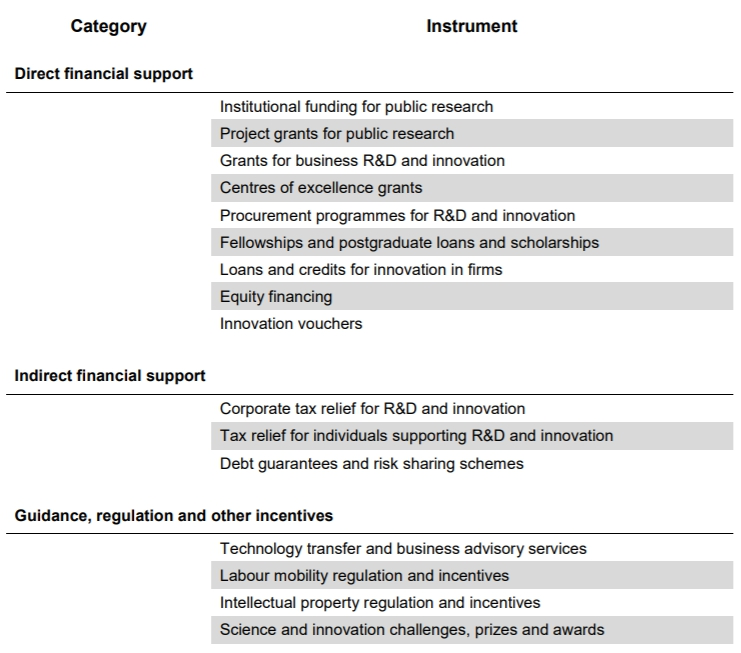 Category Instrument
Direct financial support
Institutional funding for public research
Project grants for public research
Grants for business R&D and innovation
Centres of excellence grants
Procurement programmes for R&D and innovation
Fellowships and postgraduate loans and scholarships
Loans and credits for innovation in firms
Equity financing
Innovation vouchers
Indirect financial support
Corporate tax relief for R&D and innovation
Tax relief for individuals supporting R&D and innovation
Debt guarantees and risk sharing schemes
Guidance, regulation and other incentives
Technology transfer and business advisory services
Labour mobility regulation and incentives
Intellectual property regulation and incentives
Science and innovation challenges, prizes and awards